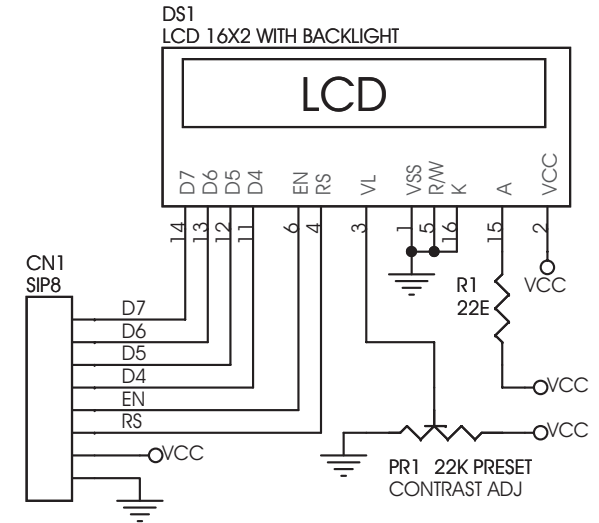 DS1
LCD 16X2 WITH BACKLIGHT
LCD
D7 D6 D5 D4 EN RS VL VSS R/W K A VCC
14 13 12 11 6 4 3 1 5 16 15 2
CN1
SIP8
R1
22E
VCC
D7
D6
D5
D4
EN
RS
VCC
VCC
VCC
PR1 22K PRESET
CONTRAST ADJ